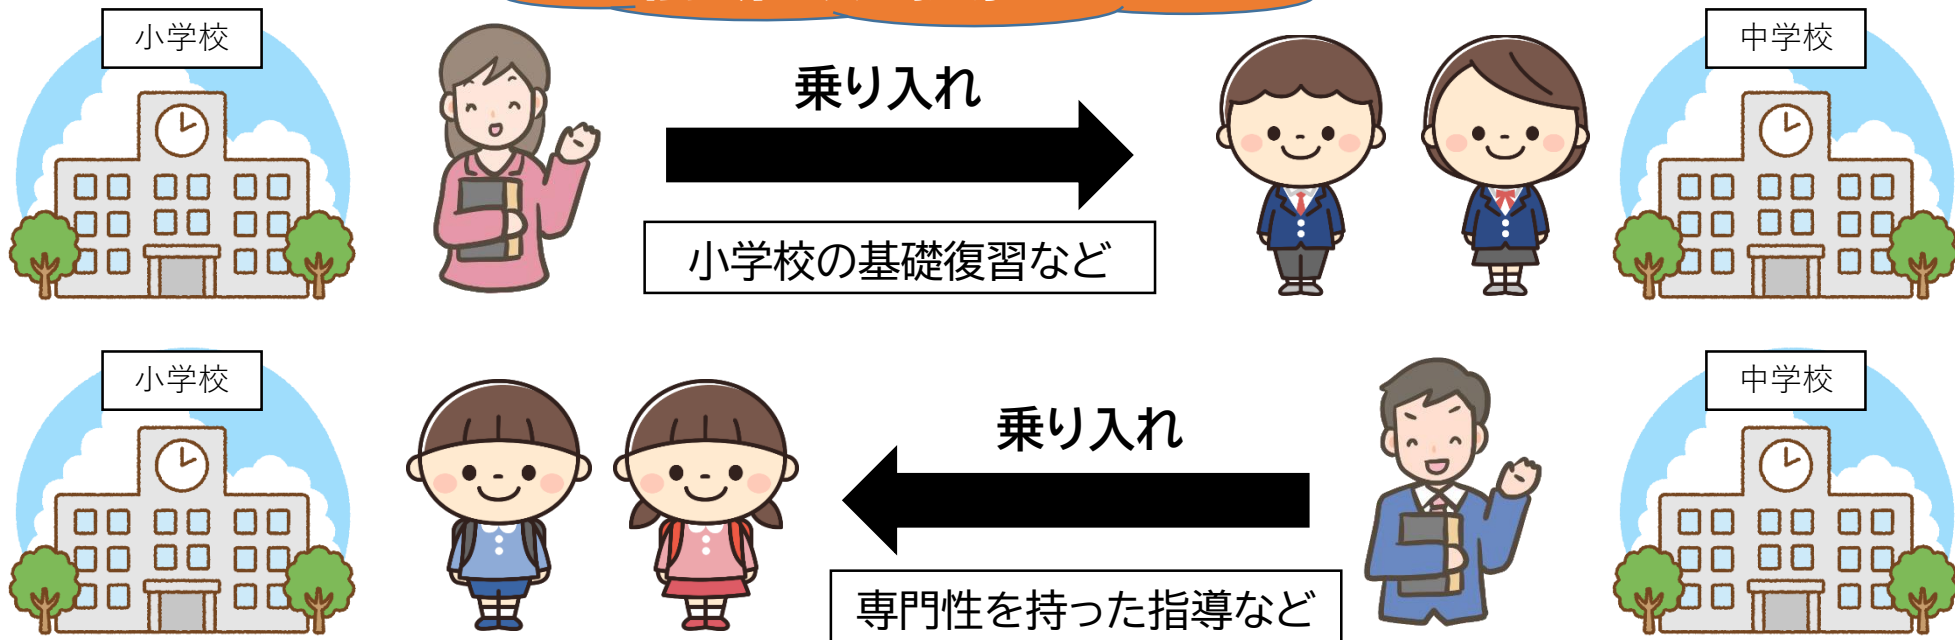 小学校
乗り入れ
中学校
小学校の基礎復習など
小学校
乗り入れ
中学校
専門性を持った指導など